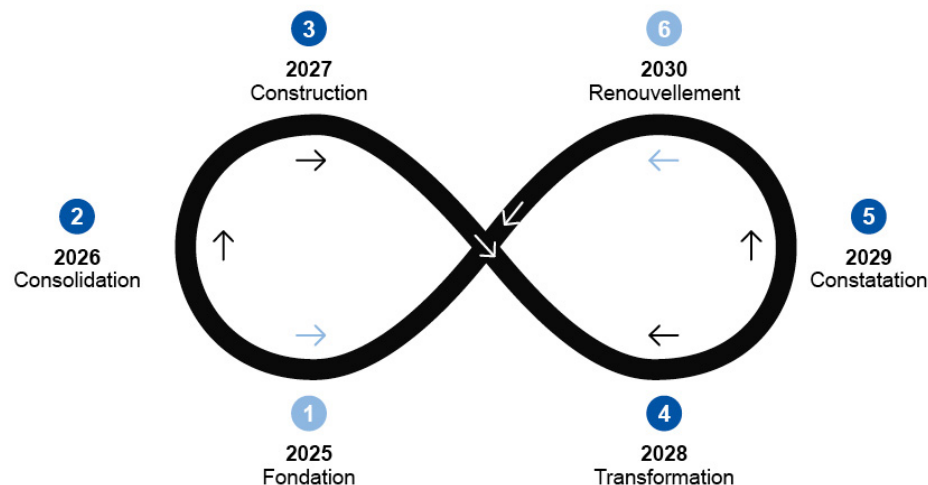 3
2027
Construction
6
2030
Renouvellement
2
2026
Consolidation
5
2029
Constatation
1
2025
Fondation
4
2028
Transformation